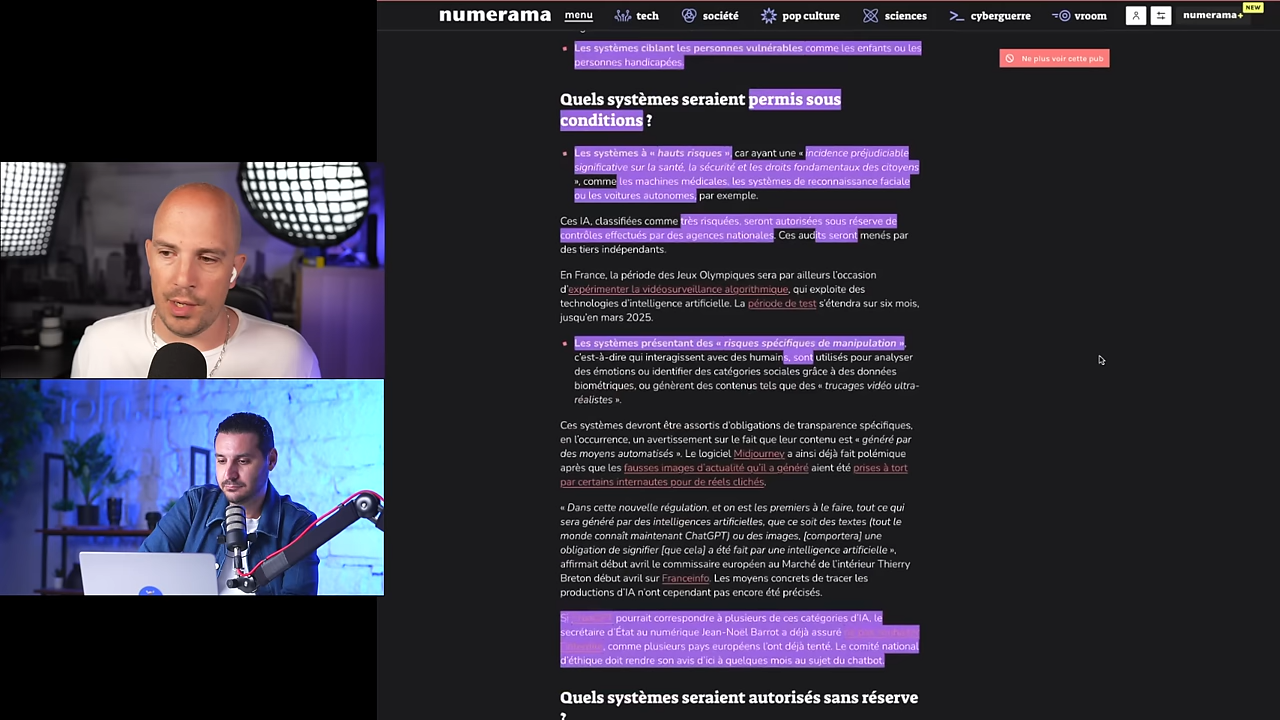 numerama
menu
tech
société
pop culture
sciences
cyberguerre
vroom
numerama+
NEW
Les systèmes ciblant les personnes vulnérables comme les enfants ou les
personnes handicapées.
Ne plus voir cette pub
Quels systèmes seraient permis sous
conditions ?
Les systèmes à « hauts risques », car ayant une « incidence préjudiciable
significative sur la santé, la sécurité et les droits fondamentaux des citoyens
», comme les machines médicales, les systèmes de reconnaissance faciale
ou les voitures autonomes, par exemple.
Ces IA, classifiées comme très risquées, seront autorisées sous réserve de
contrôles effectués par des agences nationales. Ces audits seront menés par
des tiers indépendants.
En France, la période des Jeux Olympiques sera par ailleurs l'occasion
d'expérimenter la vidéosurveillance algorithmique, qui exploite des
technologies d'intelligence artificielle. La période de test s'étendra sur six mois,
jusqu'en mars 2025.
Les systèmes présentant des « risques spécifiques de manipulation »,
c'est-à-dire qui interagissent avec des humains, sont utilisés pour analyser
des émotions ou identifier des catégories sociales grâce à des données
biométriques, ou génèrent des contenus tels que des « trucages vidéo ultra-
réalistes ».
Ces systèmes devront être assortis d'obligations de transparence spécifiques,
en l'occurrence, un avertissement sur le fait que leur contenu est « généré par
des moyens automatisés ». Le logiciel Midjourney a ainsi déjà fait polémique
après que les fausses images d'actualité qu'il a généré aient été prises à tort
par certains internautes pour de réels clichés.
« Dans cette nouvelle régulation, et on est les premiers à le faire, tout ce qui
sera généré par des intelligences artificielles, que ce soit des textes (tout le
monde connaît maintenant ChatGPT) ou des images, [comportera] une
obligation de signifier [que cela] a été fait par une intelligence artificielle »,
affirmait début avril le commissaire européen au Marché de l'intérieur Thierry
Breton début avril sur Franceinfo. Les moyens concrets de tracer les
productions d'IA n'ont cependant pas encore été précisés.
Si pourrait correspondre à plusieurs de ces catégories d'IA, le
secrétaire d'État au numérique Jean-Noël Barrot a déjà assuré
, comme plusieurs pays européens l'ont déjà tenté. Le comité national
d'éthique doit rendre son avis d'ici à quelques mois au sujet du chatbot.
Quels systèmes seraient autorisés sans réserve
?